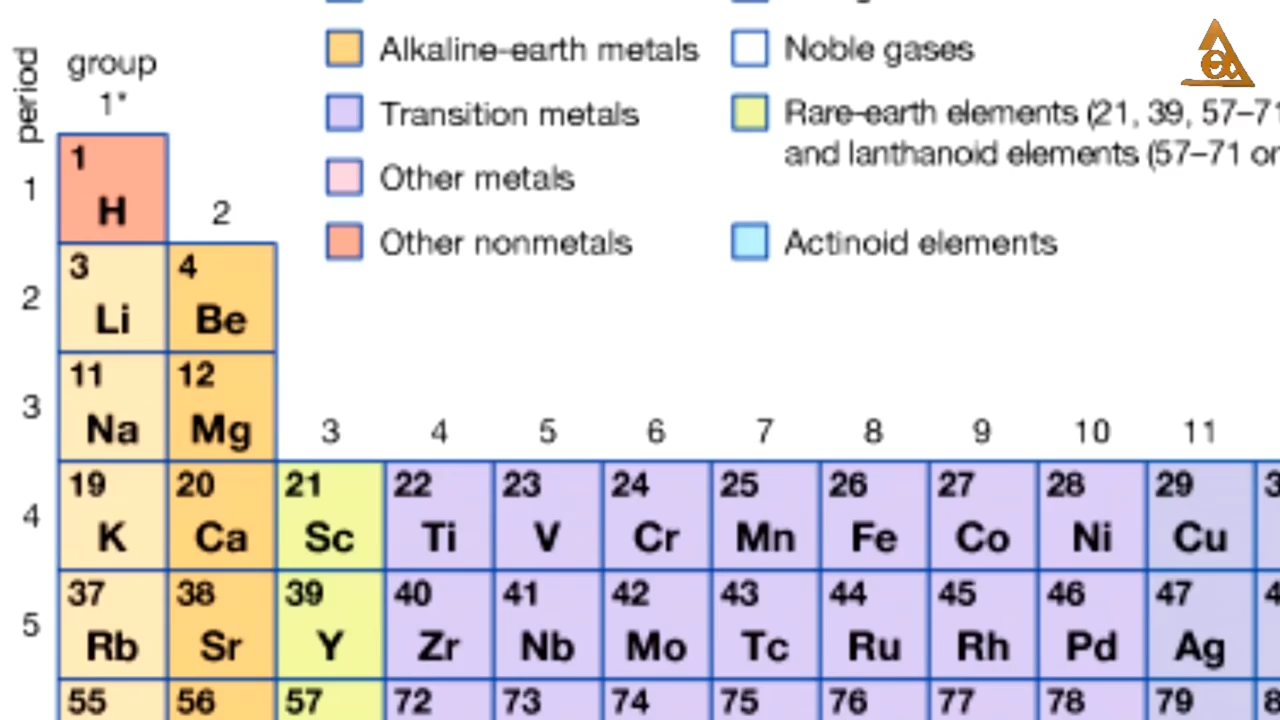 period
group
1*
Alkaline-earth metals
Noble gases
Transition metals
Rare-earth elements (21, 39, 57–71
and lanthanoid elements (57–71
Other metals
Other nonmetals
Actinoid elements
1
1
H
2
2
3
Li
4
Be
3
11
Na
12
Mg
3 4 5 6 7 8 9 10 11
4
19 20 21 22 23 24 25 26 27 28 29
K Ca Sc Ti V Cr Mn Fe Co Ni Cu
5
37 38 39 40 41 42 43 44 45 46 47
Rb Sr Y Zr Nb Mo Tc Ru Rh Pd Ag
55 56 57 72 73 74 75 76 77 78 79